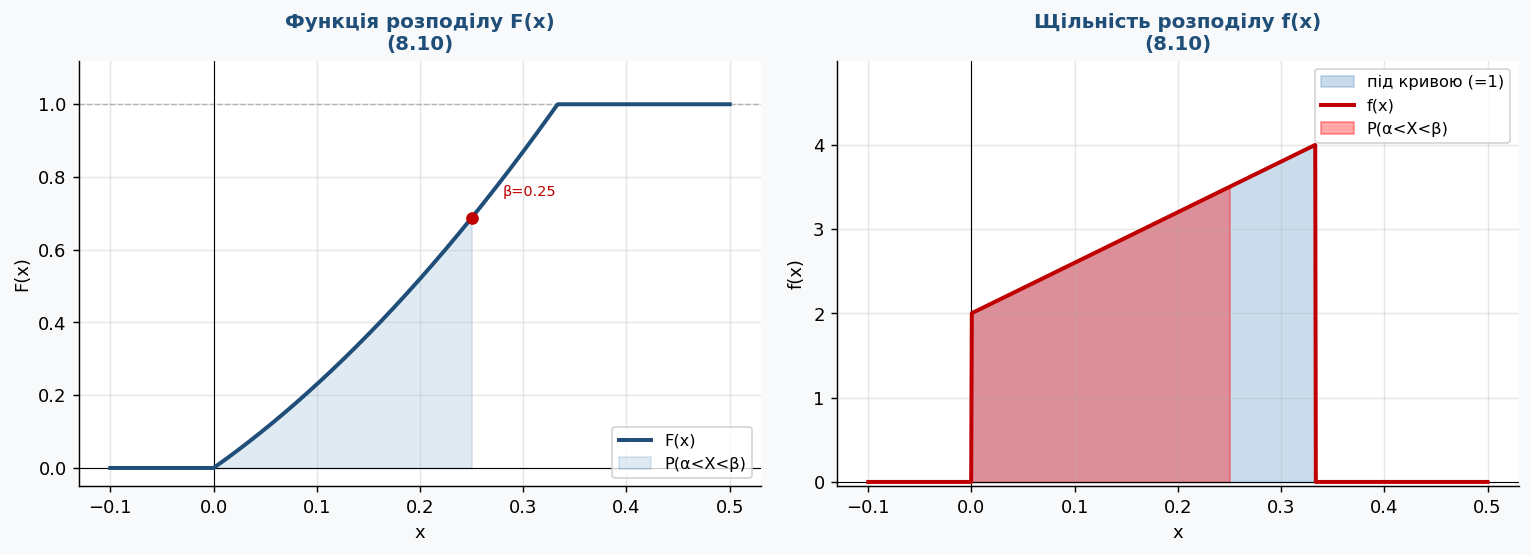 Функція розподілу F(x)
(8.10)
F(x)
1.0
0.8
0.6
0.4
0.2
0.0
β=0.25
F(x)
P(α<X<β)
−0.1 0.0 0.1 0.2 0.3 0.4 0.5
x
Щільність розподілу f(x)
(8.10)
f(x)
4
3
2
1
0
під кривою (=1)
f(x)
P(α<X<β)
−0.1 0.0 0.1 0.2 0.3 0.4 0.5
x